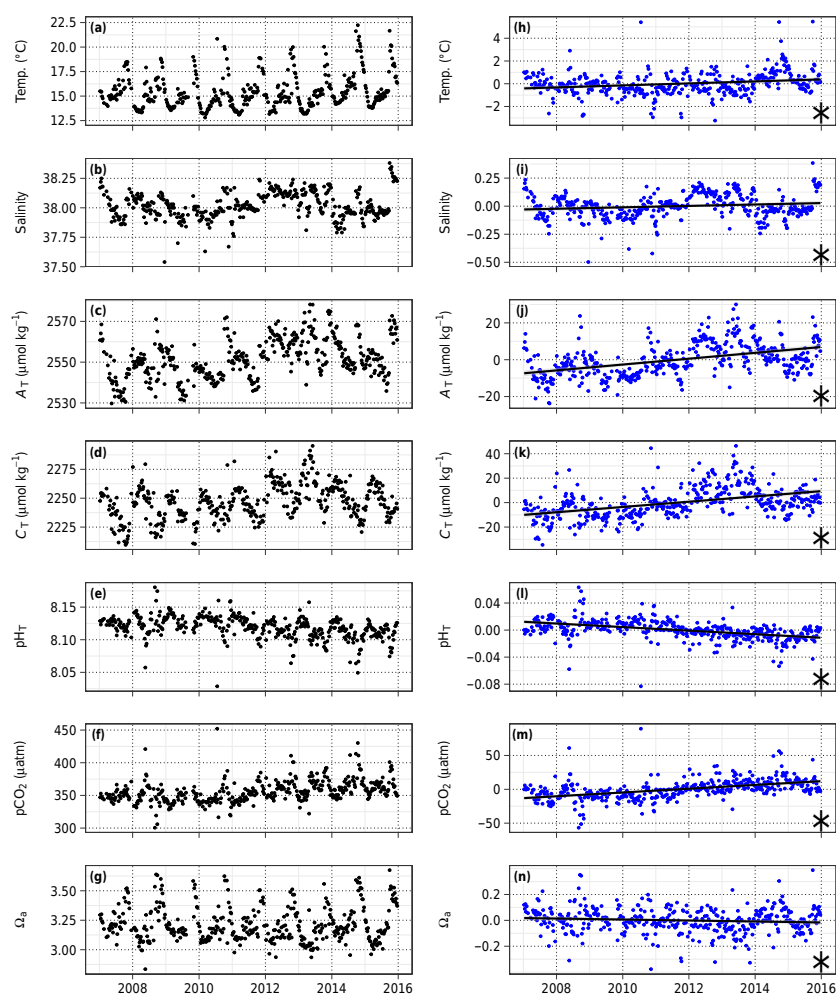 (a)
Temp. (°C)
22.5
20.0
17.5
15.0
12.5
(h)
Temp. (°C)
4
2
0
−2
(b)
Salinity
38.25
38.00
37.75
37.50
(i)
Salinity
0.25
0.00
−0.25
−0.50
(c)
A_T (μmol kg⁻¹)
2570
2550
2530
(j)
A_T (μmol kg⁻¹)
20
0
−20
(d)
C_T (μmol kg⁻¹)
2275
2250
2225
(k)
C_T (μmol kg⁻¹)
40
20
0
−20
(e)
pH_T
8.15
8.10
8.05
(l)
pH_T
0.04
0.00
−0.04
−0.08
(f)
pCO₂ (μatm)
450
400
350
300
(m)
pCO₂ (μatm)
50
0
−50
(g)
Ωₐ
3.50
3.25
3.00
2008 2010 2012 2014 2016
(n)
Ωₐ
0.2
0.0
−0.2
2008 2010 2012 2014 2016